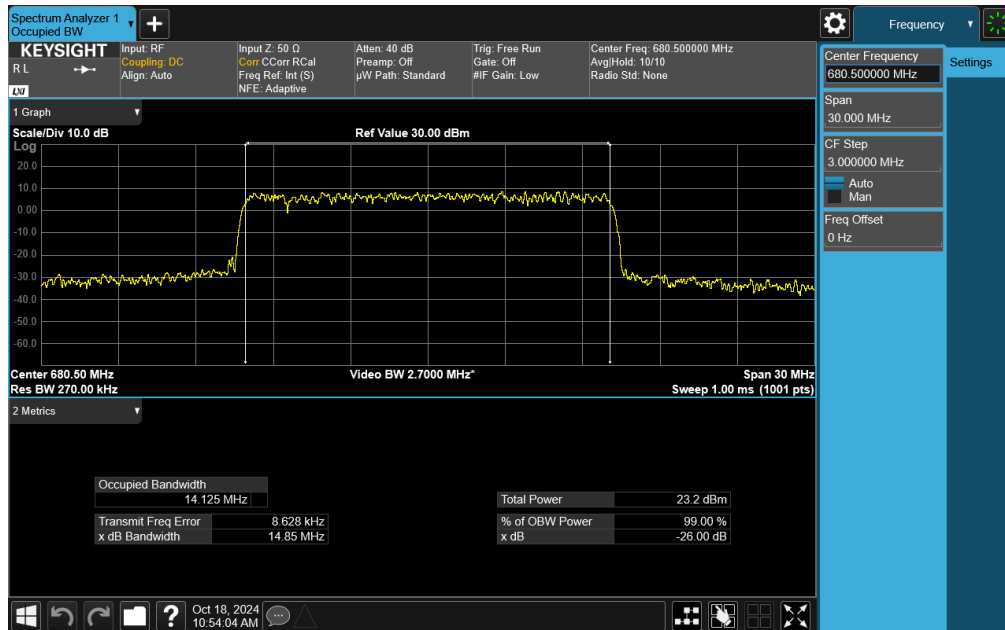 Spectrum Analyzer 1
Occupied BW
Frequency
KEYSIGHT
R L
LXI
Input: RF
Coupling: DC
Align: Auto
Input Z: 50 Ω
Corr CCorr RCal
Freq Ref: Int (S)
NFE: Adaptive
Atten: 40 dB
Preamp: Off
µW Path: Standard
Trig: Free Run
Gate: Off
#IF Gain: Low
Center Freq: 680.500000 MHz
Avg|Hold: 10/10
Radio Std: None
Center Frequency
680.500000 MHz
Settings
Span
30.000 MHz
CF Step
3.000000 MHz
Auto
Man
Freq Offset
0 Hz
1 Graph
Scale/Div 10.0 dB
Ref Value 30.00 dBm
Log
20.0
10.0
0.00
-10.0
-20.0
-30.0
-40.0
-50.0
-60.0
Center 680.50 MHz
Video BW 2.7000 MHz*
Span 30 MHz
Res BW 270.00 kHz
Sweep 1.00 ms (1001 pts)
2 Metrics
Occupied Bandwidth
14.125 MHz
Total Power 23.2 dBm
Transmit Freq Error 8.628 kHz
% of OBW Power 99.00 %
x dB Bandwidth 14.85 MHz
x dB -26.00 dB
?
Oct 18, 2024
10:54:04 AM